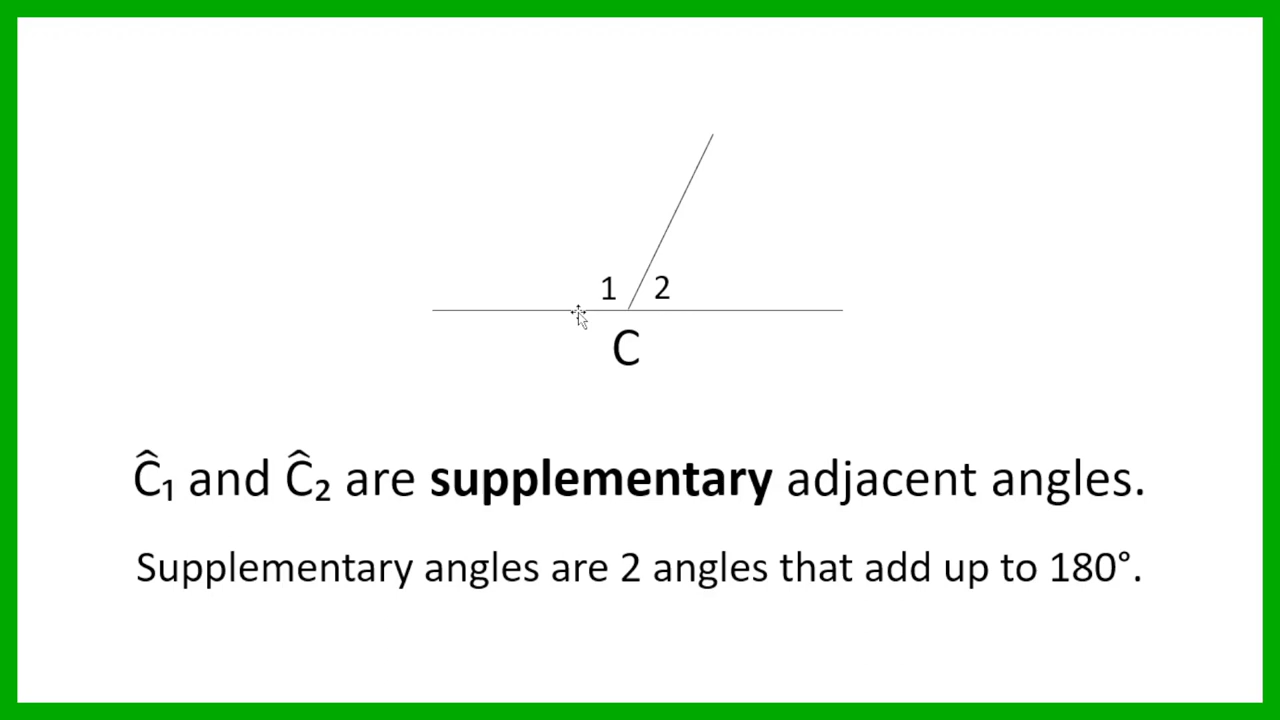 1 2
C
Ĉ₁ and Ĉ₂ are supplementary adjacent angles.
Supplementary angles are 2 angles that add up to 180°.